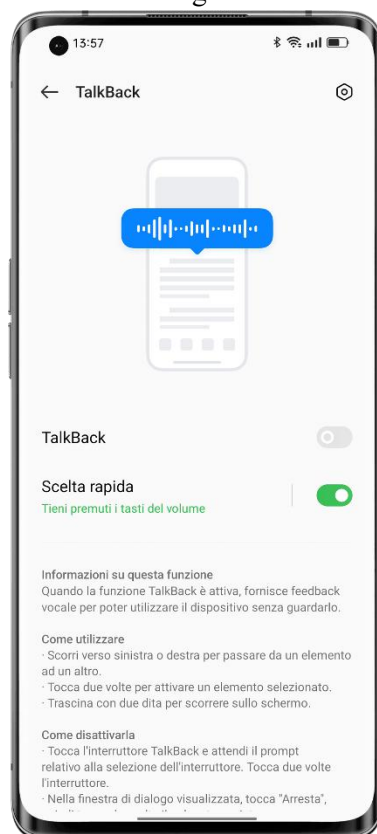 13:57
TalkBack
TalkBack
Scelta rapida
Tieni premuti i tasti del volume
Informazioni su questa funzione
Quando la funzione TalkBack è attiva, fornisce feedback
vocale per poter utilizzare il dispositivo senza guardarlo.
Come utilizzare
· Scorri verso sinistra o destra per passare da un elemento
ad un altro.
· Tocca due volte per attivare un elemento selezionato.
· Trascina con due dita per scorrere sullo schermo.
Come disattivarla
· Tocca l'interruttore TalkBack e attendi il prompt
relativo alla selezione dell'interruttore. Tocca due volte
l'interruttore.
· Nella finestra di dialogo visualizzata, tocca "Arresta",